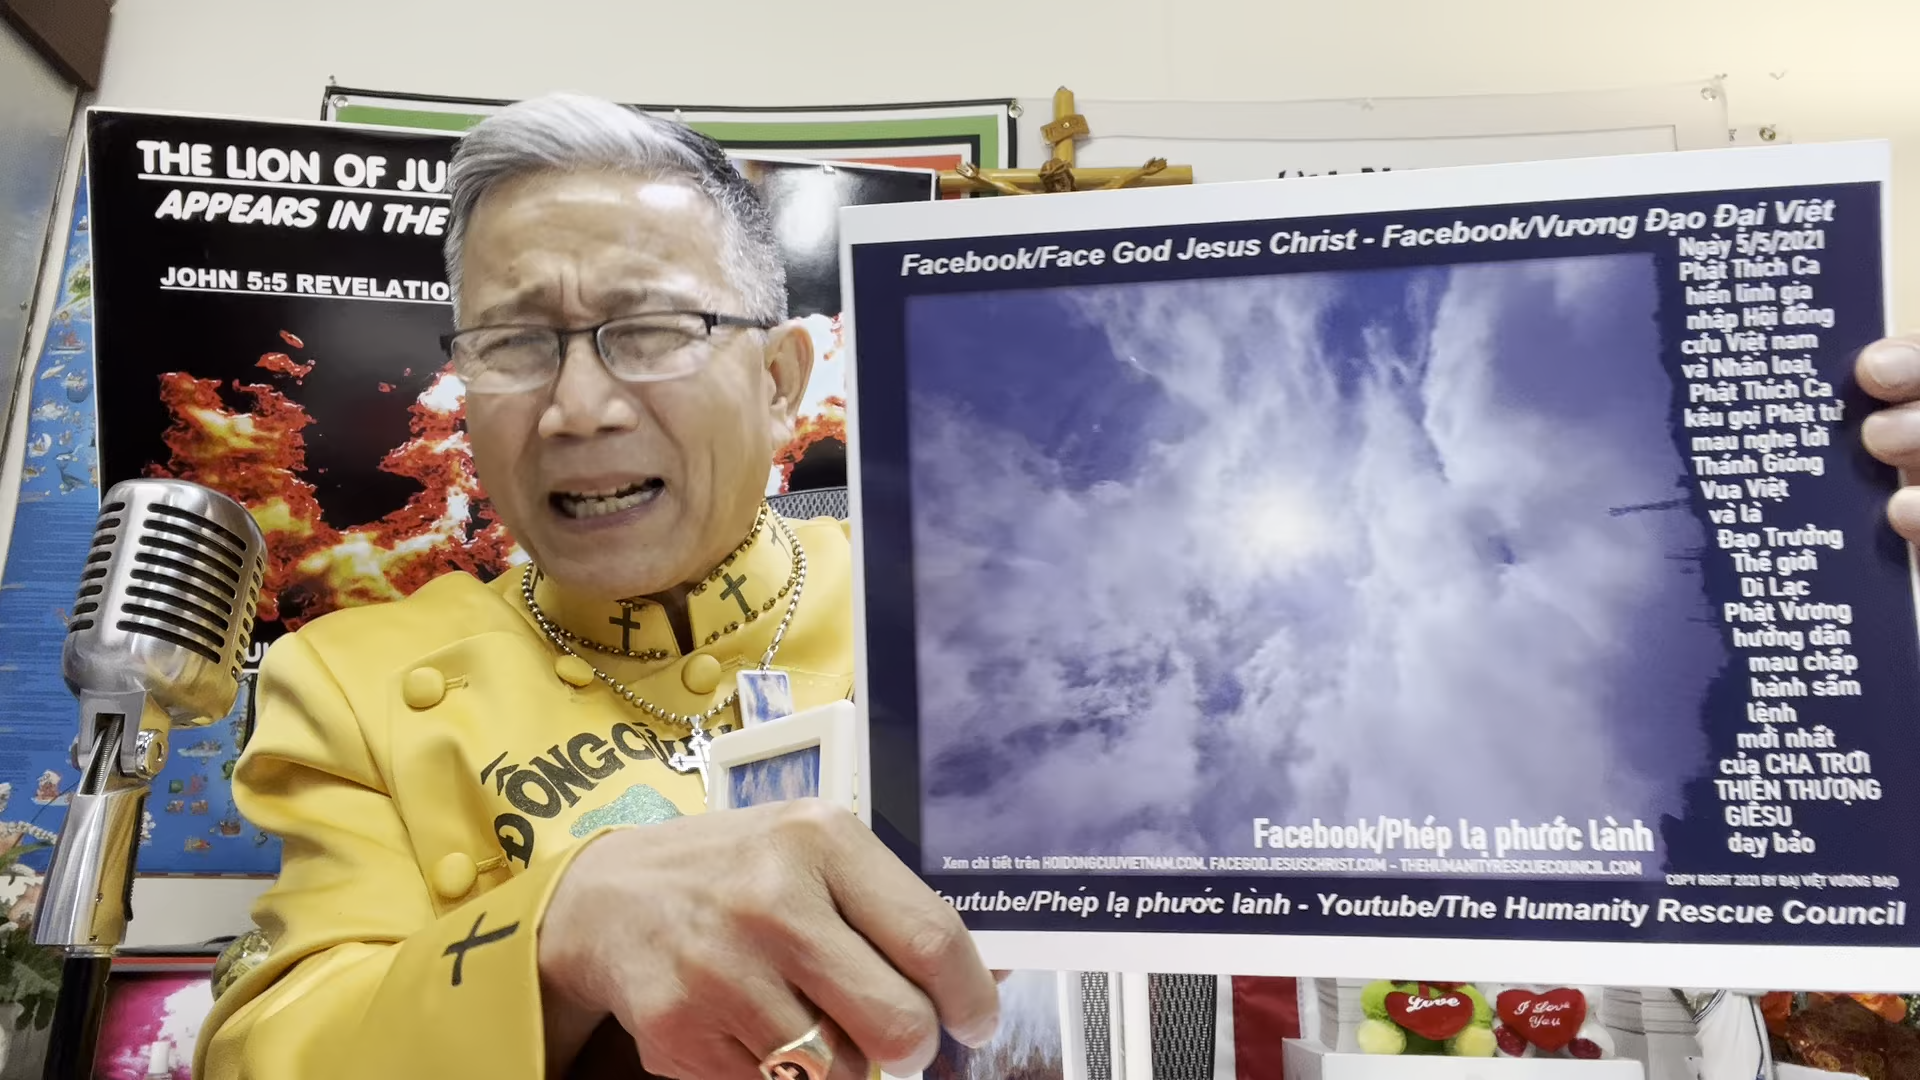 THE LION OF JU
APPEARS IN THE
JOHN 5:5 REVELATIO
Facebook/Face God Jesus Christ - Facebook/Vương Đạo Đại Việt
Ngày 5/5/2021
Phật Thích Ca
hiển linh gia
nhập Hội đồng
cứu Việt nam
và Nhân loại,
Phật Thích Ca
kêu gọi Phật tử
mau nghe lời
Thánh Gióng
Vua Việt
và là
Đạo Trưởng
Thế giới
Di Lạc
Phật Vương
hướng dẫn
mau chấp
hành sấm
lệnh
mới nhất
của CHA TRỜI
THIÊN THƯỢNG
GIÊSU
dạy bảo
Facebook/Phép lạ phước lành
Xem chi tiết trên HOIDONGCUUVIETNAM.COM, FACEGODJESUSCHRIST.COM - THEHUMANITYRESCUECOUNCIL.COM
COPY RIGHT 2021 BY ĐẠI VIỆT VƯƠNG ĐẠO
Youtube/Phép lạ phước lành - Youtube/The Humanity Rescue Council
ĐỒNG
Love
I Love
You